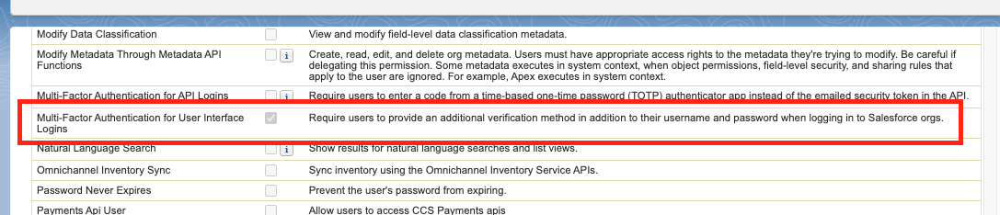 Modify Data Classification View and modify field-level data classification metadata.
Modify Metadata Through Metadata API Functions i Create, read, edit, and delete org metadata. Users must have appropriate access rights to the metadata they're trying to modify. Be careful if
delegating this permission. Some metadata executes in system context, when object permissions, field-level security, and sharing rules that
apply to the user are ignored. For example, Apex executes in system context.
Multi-Factor Authentication for API Logins i Require users to enter a code from a time-based one-time password (TOTP) authenticator app instead of the emailed security token in the API.
Multi-Factor Authentication for User Interface
Logins Require users to provide an additional verification method in addition to their username and password when logging in to Salesforce orgs.
Natural Language Search i Show results for natural language searches and list views.
Omnichannel Inventory Sync Sync inventory using the Omnichannel Inventory Service APIs.
Password Never Expires Prevent the user's password from expiring.
Payments Api User Allow users to access CCS Payments apis